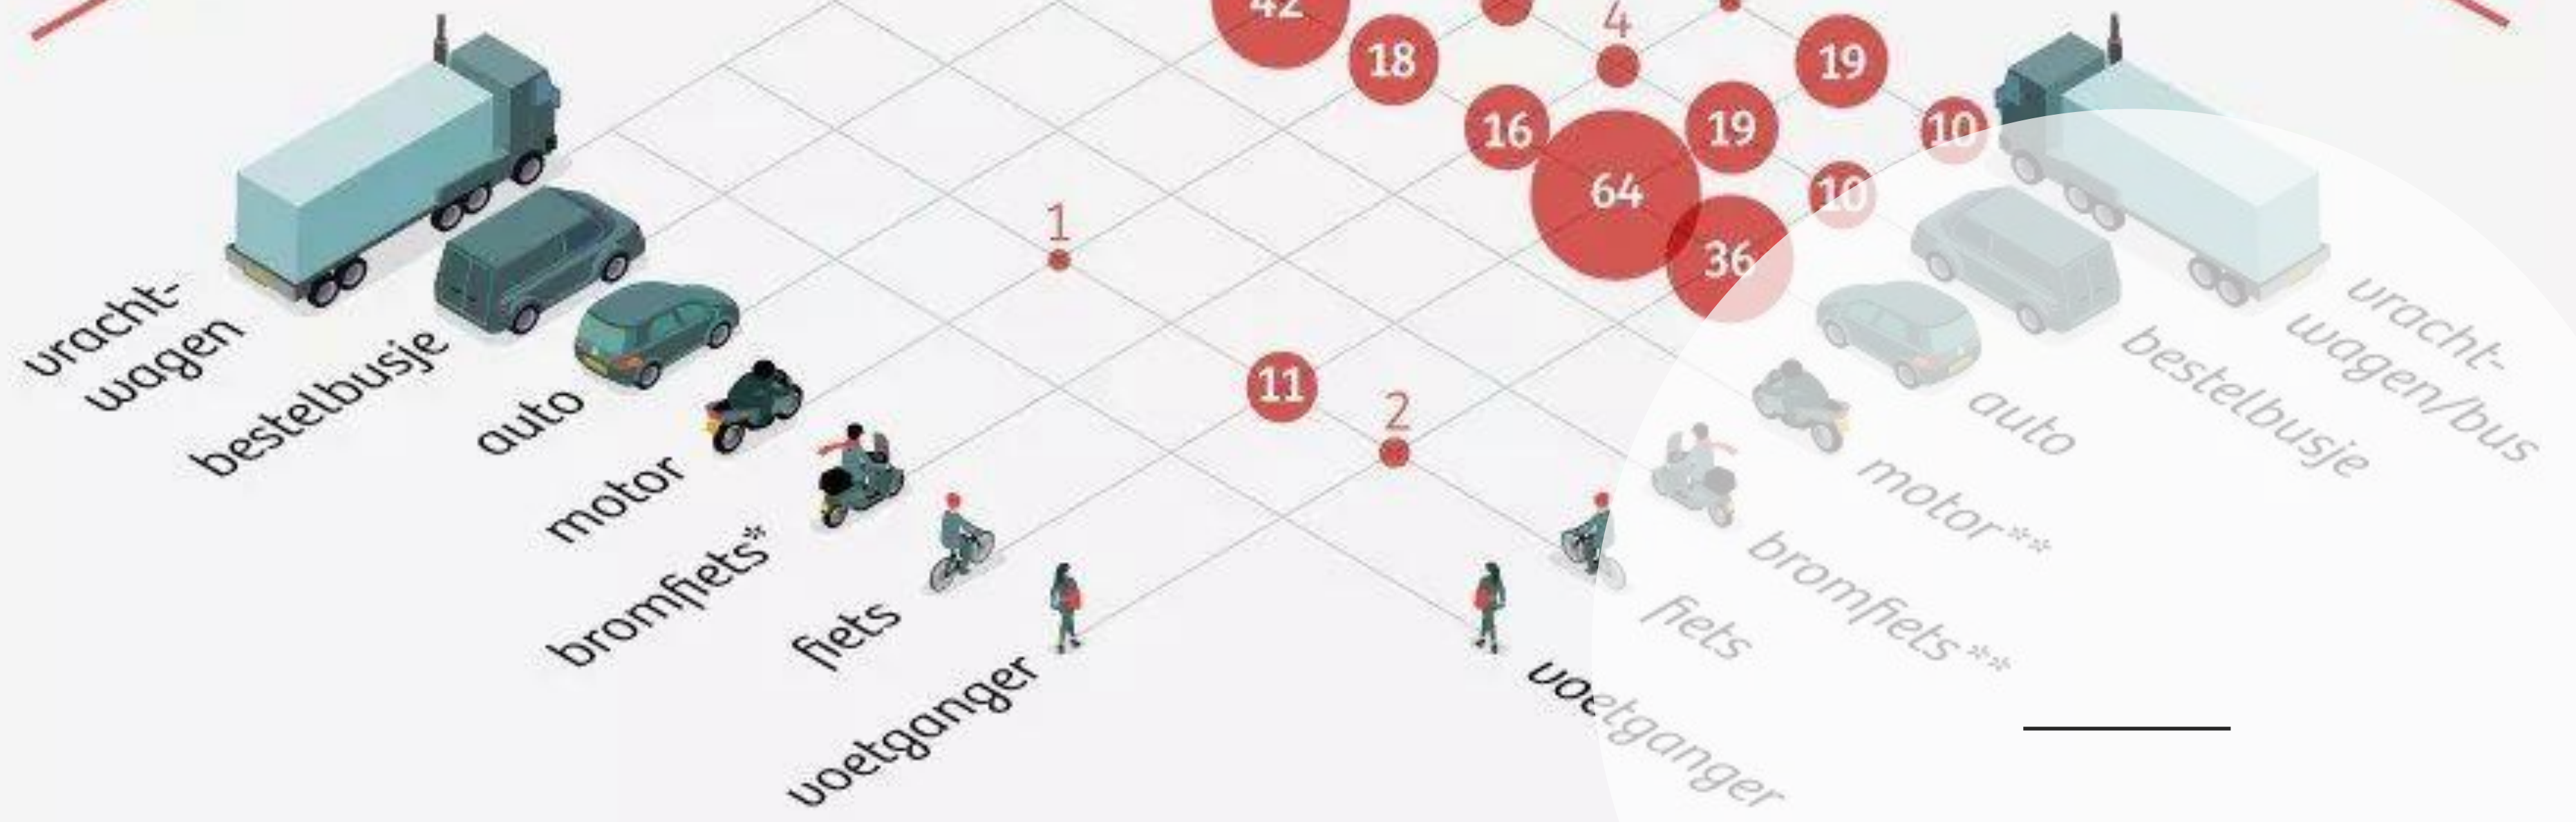 42
4
18
19
16
19
10
64
10
1
36
11
2
vracht-
wagen
bestelbusje
auto
motor
bromfiets*
fiets
voetganger
vracht-
wagen/bus
bestelbusje
auto
motor**
bromfiets**
fiets
voetganger